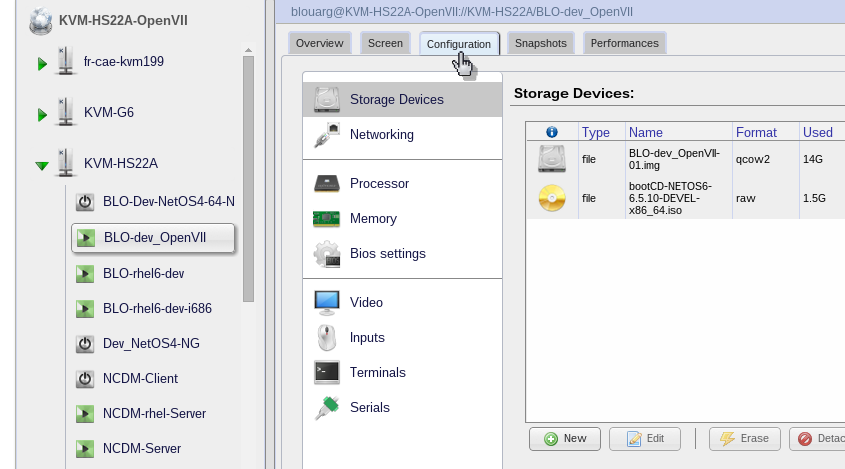 KVM-HS22A-OpenVII
fr-cae-kvm199
KVM-G6
KVM-HS22A
BLO-Dev-NetOS4-64-N
BLO-dev_OpenVII
BLO-rhel6-dev
BLO-rhel6-dev-i686
Dev_NetOS4-NG
NCDM-Client
NCDM-rhel-Server
NCDM-Server
blouarg@KVM-HS22A-OpenVII://KVM-HS22A/BLO-dev_OpenVII
Overview Screen Configuration Snapshots Performances
Storage Devices
Networking
Processor
Memory
Bios settings
Video
Inputs
Terminals
Serials
Storage Devices:
Type Name Format Used
file BLO-dev_OpenVII-
01.img qcow2 14G
file bootCD-NETOS6-
6.5.10-DEVEL-
x86_64.iso raw 1.5G
New Edit Erase Detac